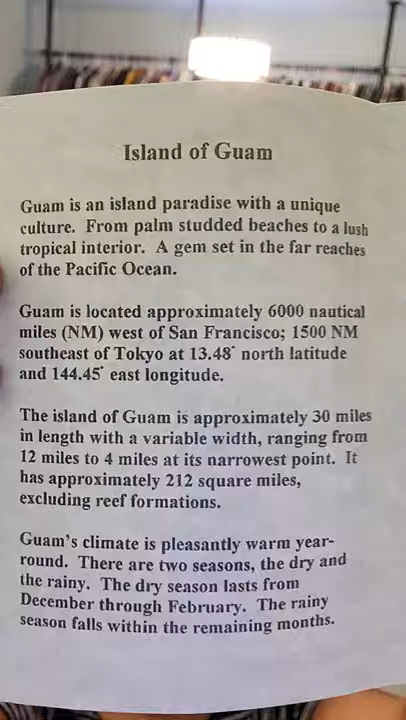 Island of Guam
Guam is an island paradise with a unique
culture. From palm studded beaches to a lush
tropical interior. A gem set in the far reaches
of the Pacific Ocean.
Guam is located approximately 6000 nautical
miles (NM) west of San Francisco; 1500 NM
southeast of Tokyo at 13.48° north latitude
and 144.45° east longitude.
The island of Guam is approximately 30 miles
in length with a variable width, ranging from
12 miles to 4 miles at its narrowest point. It
has approximately 212 square miles,
excluding reef formations.
Guam's climate is pleasantly warm year-
round. There are two seasons, the dry and
the rainy. The dry season lasts from
December through February. The rainy
season falls within the remaining months.